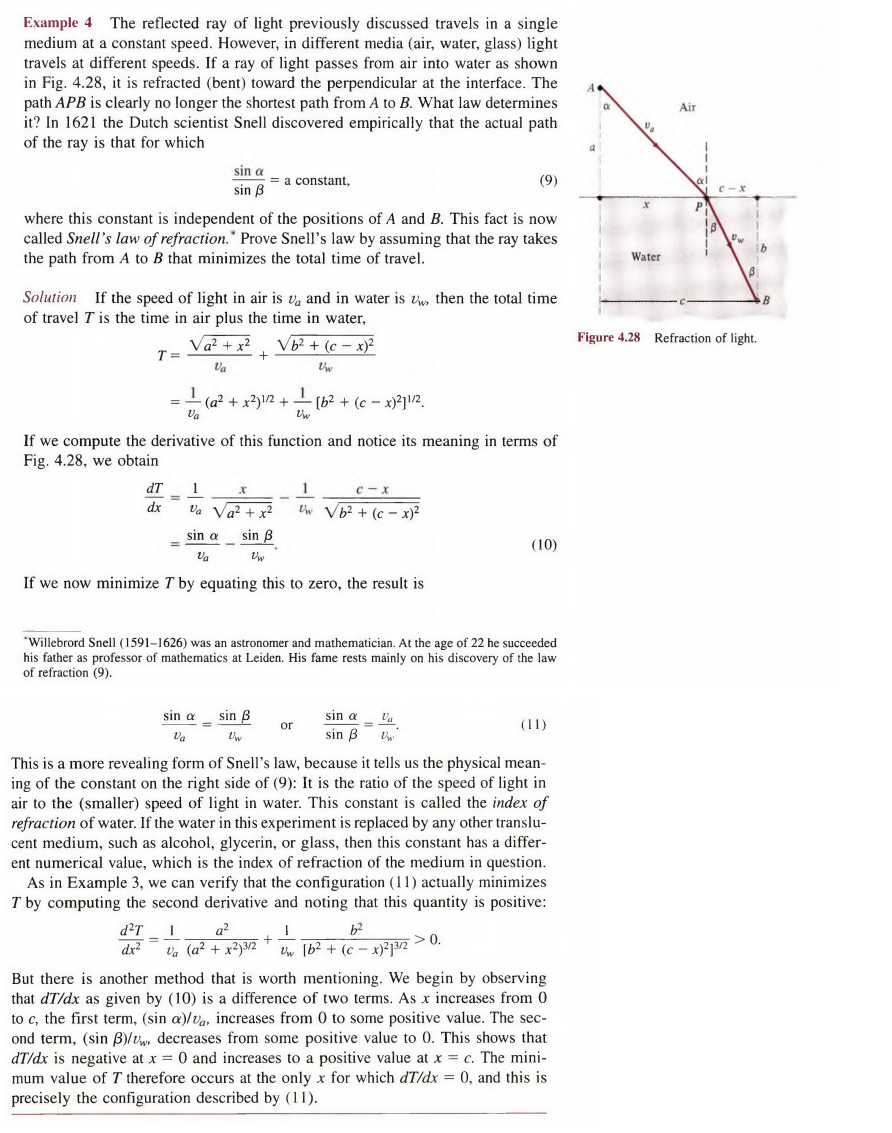 Example 4 The reflected ray of light previously discussed travels in a single
medium at a constant speed. However, in different media (air, water, glass) light
travels at different speeds. If a ray of light passes from air into water as shown
in Fig. 4.28, it is refracted (bent) toward the perpendicular at the interface. The
path APB is clearly no longer the shortest path from A to B. What law determines
it? In 1621 the Dutch scientist Snell discovered empirically that the actual path
of the ray is that for which
sin α / sin β = a constant, (9)
where this constant is independent of the positions of A and B. This fact is now
called Snell's law of refraction.* Prove Snell's law by assuming that the ray takes
the path from A to B that minimizes the total time of travel.
Solution If the speed of light in air is vₐ and in water is v_w, then the total time
of travel T is the time in air plus the time in water,
T = √(a² + x²) / vₐ + √(b² + (c − x)²) / v_w
= 1/vₐ (a² + x²)^1/2 + 1/v_w [b² + (c − x)²]^1/2.
If we compute the derivative of this function and notice its meaning in terms of
Fig. 4.28, we obtain
dT/dx = 1/vₐ x/√(a² + x²) − 1/v_w (c − x)/√(b² + (c − x)²)
= sin α / vₐ − sin β / v_w. (10)
If we now minimize T by equating this to zero, the result is
*Willebrord Snell (1591–1626) was an astronomer and mathematician. At the age of 22 he succeeded
his father as professor of mathematics at Leiden. His fame rests mainly on his discovery of the law
of refraction (9).
sin α / vₐ = sin β / v_w or sin α / sin β = vₐ / v_w. (11)
This is a more revealing form of Snell's law, because it tells us the physical mean-
ing of the constant on the right side of (9): It is the ratio of the speed of light in
air to the (smaller) speed of light in water. This constant is called the index of
refraction of water. If the water in this experiment is replaced by any other translu-
cent medium, such as alcohol, glycerin, or glass, then this constant has a differ-
ent numerical value, which is the index of refraction of the medium in question.
As in Example 3, we can verify that the configuration (11) actually minimizes
T by computing the second derivative and noting that this quantity is positive:
d²T/dx² = 1/vₐ a²/(a² + x²)^3/2 + 1/v_w b²/[b² + (c − x)²]^3/2 > 0.
But there is another method that is worth mentioning. We begin by observing
that dT/dx as given by (10) is a difference of two terms. As x increases from 0
to c, the first term, (sin α)/vₐ, increases from 0 to some positive value. The sec-
ond term, (sin β)/v_w, decreases from some positive value to 0. This shows that
dT/dx is negative at x = 0 and increases to a positive value at x = c. The mini-
mum value of T therefore occurs at the only x for which dT/dx = 0, and this is
precisely the configuration described by (11).
A
α
Air
vₐ
a
α
c − x
x
P
β
v_w
b
Water
β
c
B
Figure 4.28 Refraction of light.